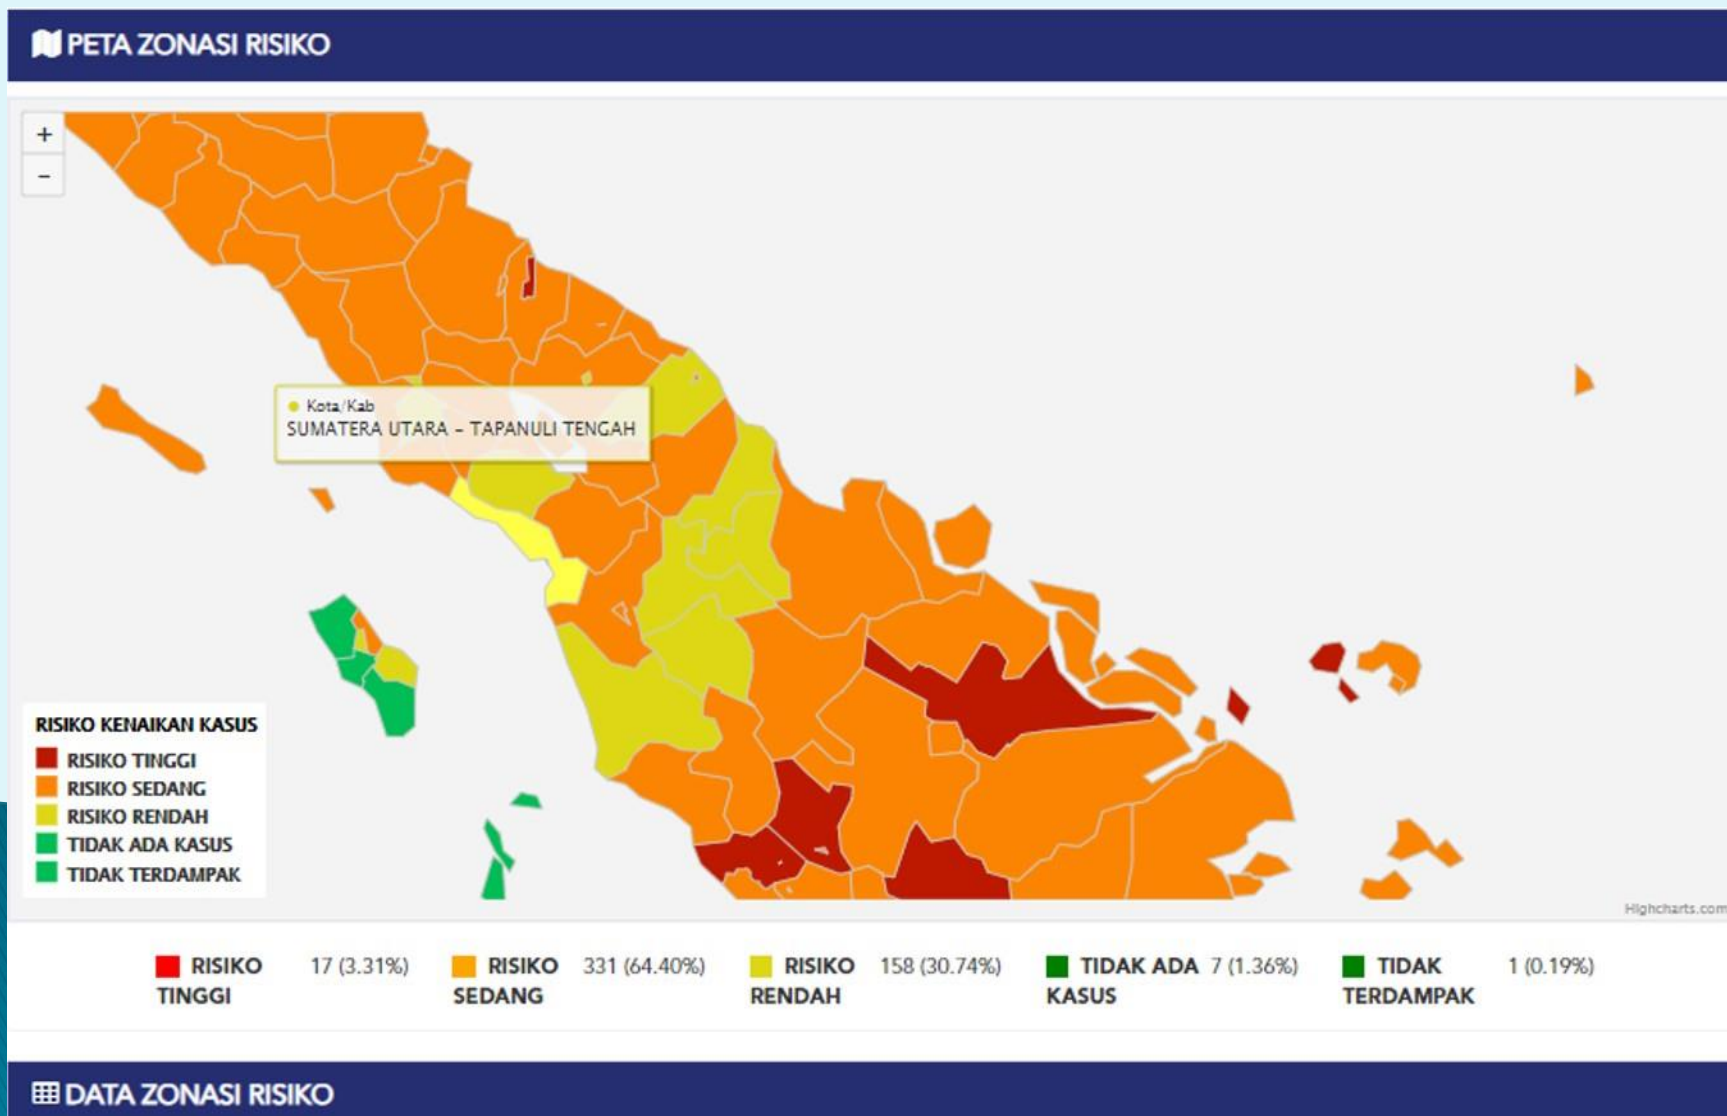 PETA ZONASI RISIKO
+
−
Kota/Kab
SUMATERA UTARA – TAPANULI TENGAH
RISIKO KENAIKAN KASUS
RISIKO TINGGI
RISIKO SEDANG
RISIKO RENDAH
TIDAK ADA KASUS
TIDAK TERDAMPAK
Highcharts.com
RISIKO TINGGI 17 (3.31%)
RISIKO SEDANG 331 (64.40%)
RISIKO RENDAH 158 (30.74%)
TIDAK ADA KASUS 7 (1.36%)
TIDAK TERDAMPAK 1 (0.19%)
DATA ZONASI RISIKO